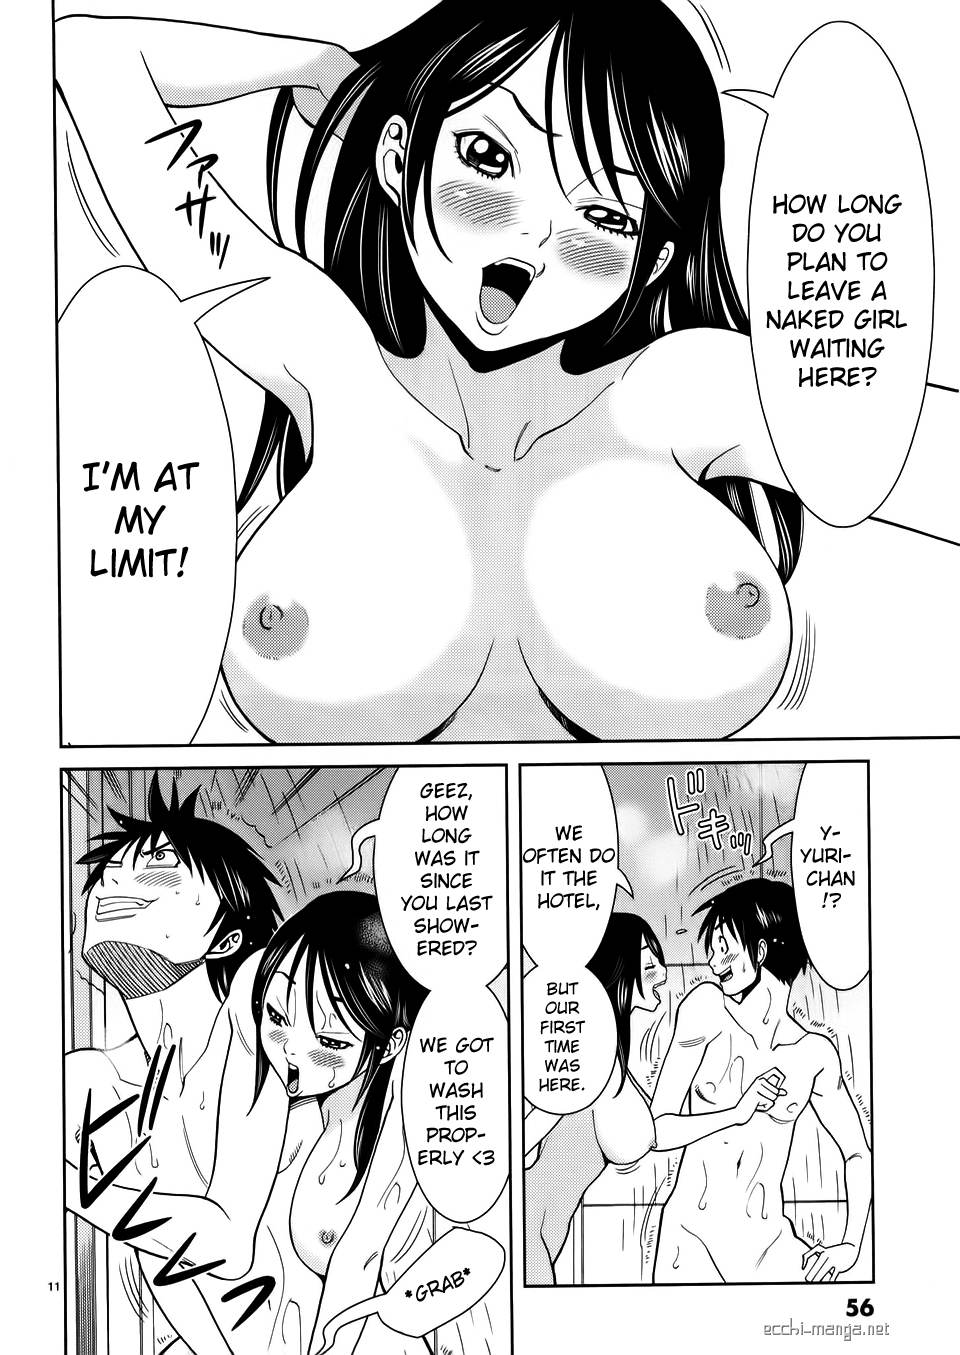 HOW LONG
DO YOU
PLAN TO
LEAVE A
NAKED GIRL
WAITING
HERE?
ファサッ
I'M AT
MY
LIMIT!
Y-
YURI-
CHAN
!?
ドキッ
WE
OFTEN DO
IT THE
HOTEL,
BUT OUR
FIRST
TIME WAS
HERE.
GEEZ,
HOW
LONG
WAS IT
SINCE
YOU LAST
SHOW-
ERED?
WE GOT
TO
WASH
THIS
PROP-
ERLY <3
*GRAB*
ビクッ
11
56
ecchi-manga.net